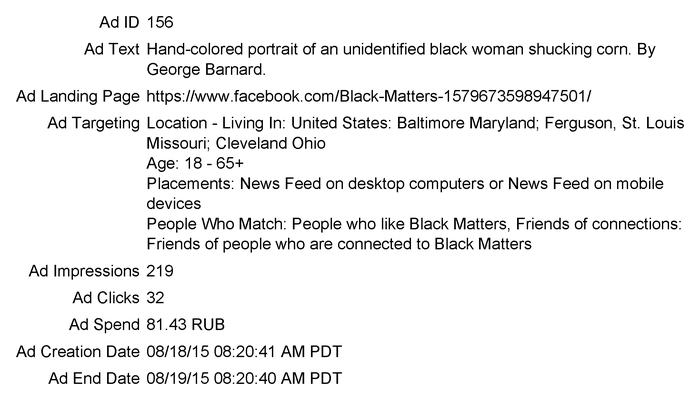 Ad ID 156
Ad Text Hand-colored portrait of an unidentified black woman shucking corn. By
George Barnard.
Ad Landing Page https://www.facebook.com/Black-Matters-1579673598947501/
Ad Targeting Location - Living In: United States: Baltimore Maryland; Ferguson, St. Louis
Missouri; Cleveland Ohio
Age: 18 - 65+
Placements: News Feed on desktop computers or News Feed on mobile
devices
People Who Match: People who like Black Matters, Friends of connections:
Friends of people who are connected to Black Matters
Ad Impressions 219
Ad Clicks 32
Ad Spend 81.43 RUB
Ad Creation Date 08/18/15 08:20:41 AM PDT
Ad End Date 08/19/15 08:20:40 AM PDT